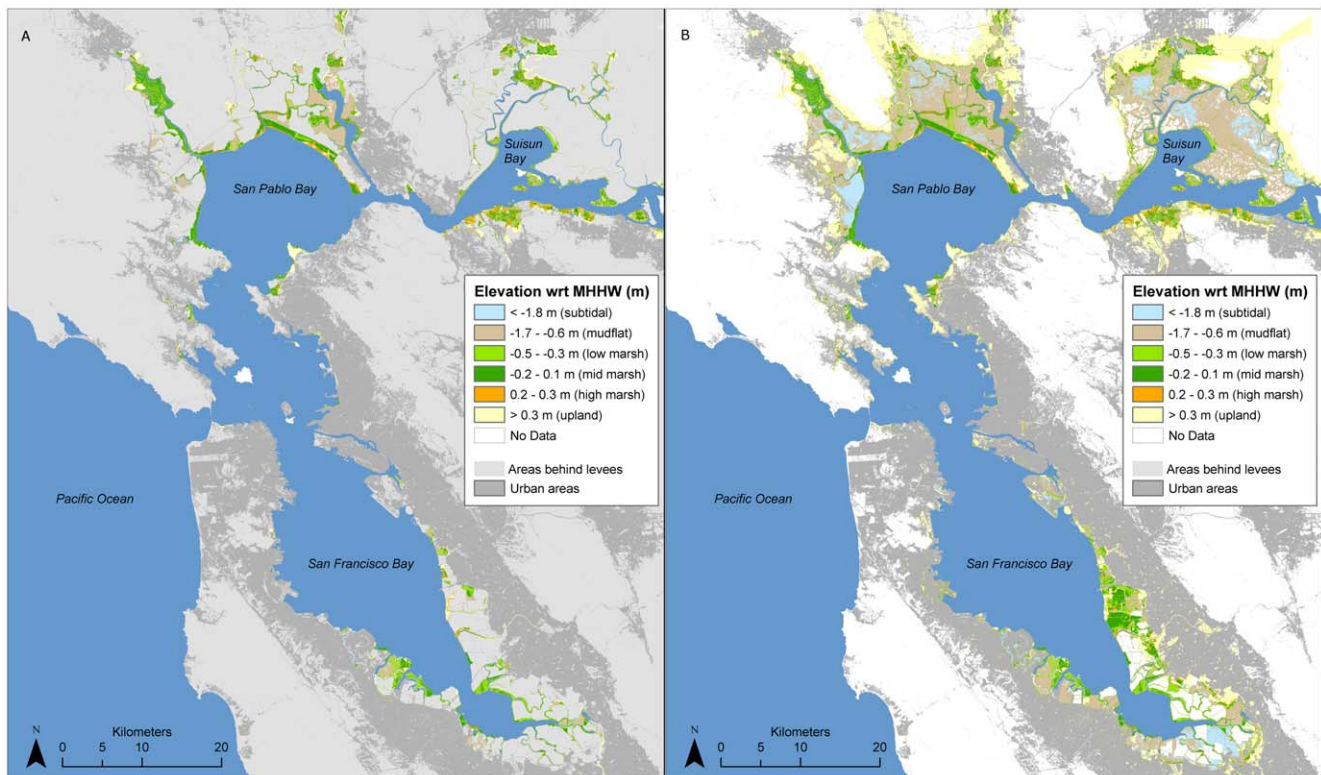 A
San Pablo Bay
Suisun
Bay
Elevation wrt MHHW (m)
< -1.8 m (subtidal)
-1.7 - -0.6 m (mudflat)
-0.5 - -0.3 m (low marsh)
-0.2 - 0.1 m (mid marsh)
0.2 - 0.3 m (high marsh)
> 0.3 m (upland)
No Data
Areas behind levees
Urban areas
Pacific Ocean
San Francisco Bay
N
Kilometers
0 5 10 20
B
San Pablo Bay
Suisun
Bay
Elevation wrt MHHW (m)
< -1.8 m (subtidal)
-1.7 - -0.6 m (mudflat)
-0.5 - -0.3 m (low marsh)
-0.2 - 0.1 m (mid marsh)
0.2 - 0.3 m (high marsh)
> 0.3 m (upland)
No Data
Areas behind levees
Urban areas
Pacific Ocean
San Francisco Bay
N
Kilometers
0 5 10 20